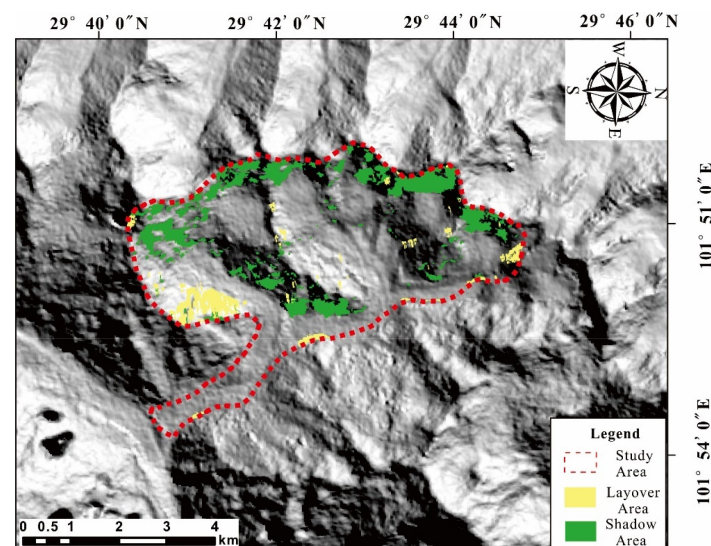 29° 40′ 0″N 29° 42′ 0″N 29° 44′ 0″N 29° 46′ 0″N
W
S N
E
101° 51′ 0″E
101° 54′ 0″E
Legend
Study
Area
Layover
Area
Shadow
Area
0 0.5 1 2 3 4
km